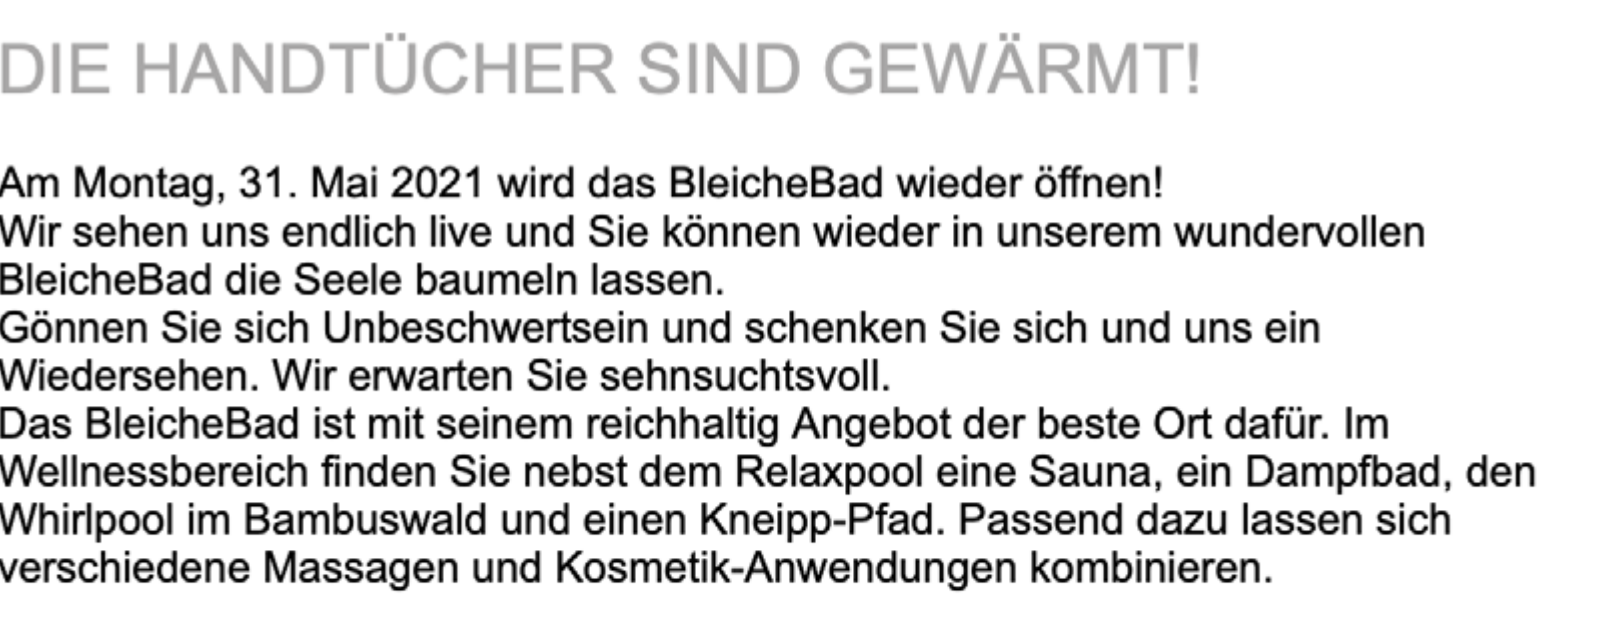 DIE HANDTÜCHER SIND GEWÄRMT!
Am Montag, 31. Mai 2021 wird das BleicheBad wieder öffnen!
Wir sehen uns endlich live und Sie können wieder in unserem wundervollen
BleicheBad die Seele baumeln lassen.
Gönnen Sie sich Unbeschwertsein und schenken Sie sich und uns ein
Wiedersehen. Wir erwarten Sie sehnsuchtsvoll.
Das BleicheBad ist mit seinem reichhaltig Angebot der beste Ort dafür. Im
Wellnessbereich finden Sie nebst dem Relaxpool eine Sauna, ein Dampfbad, den
Whirlpool im Bambuswald und einen Kneipp-Pfad. Passend dazu lassen sich
verschiedene Massagen und Kosmetik-Anwendungen kombinieren.